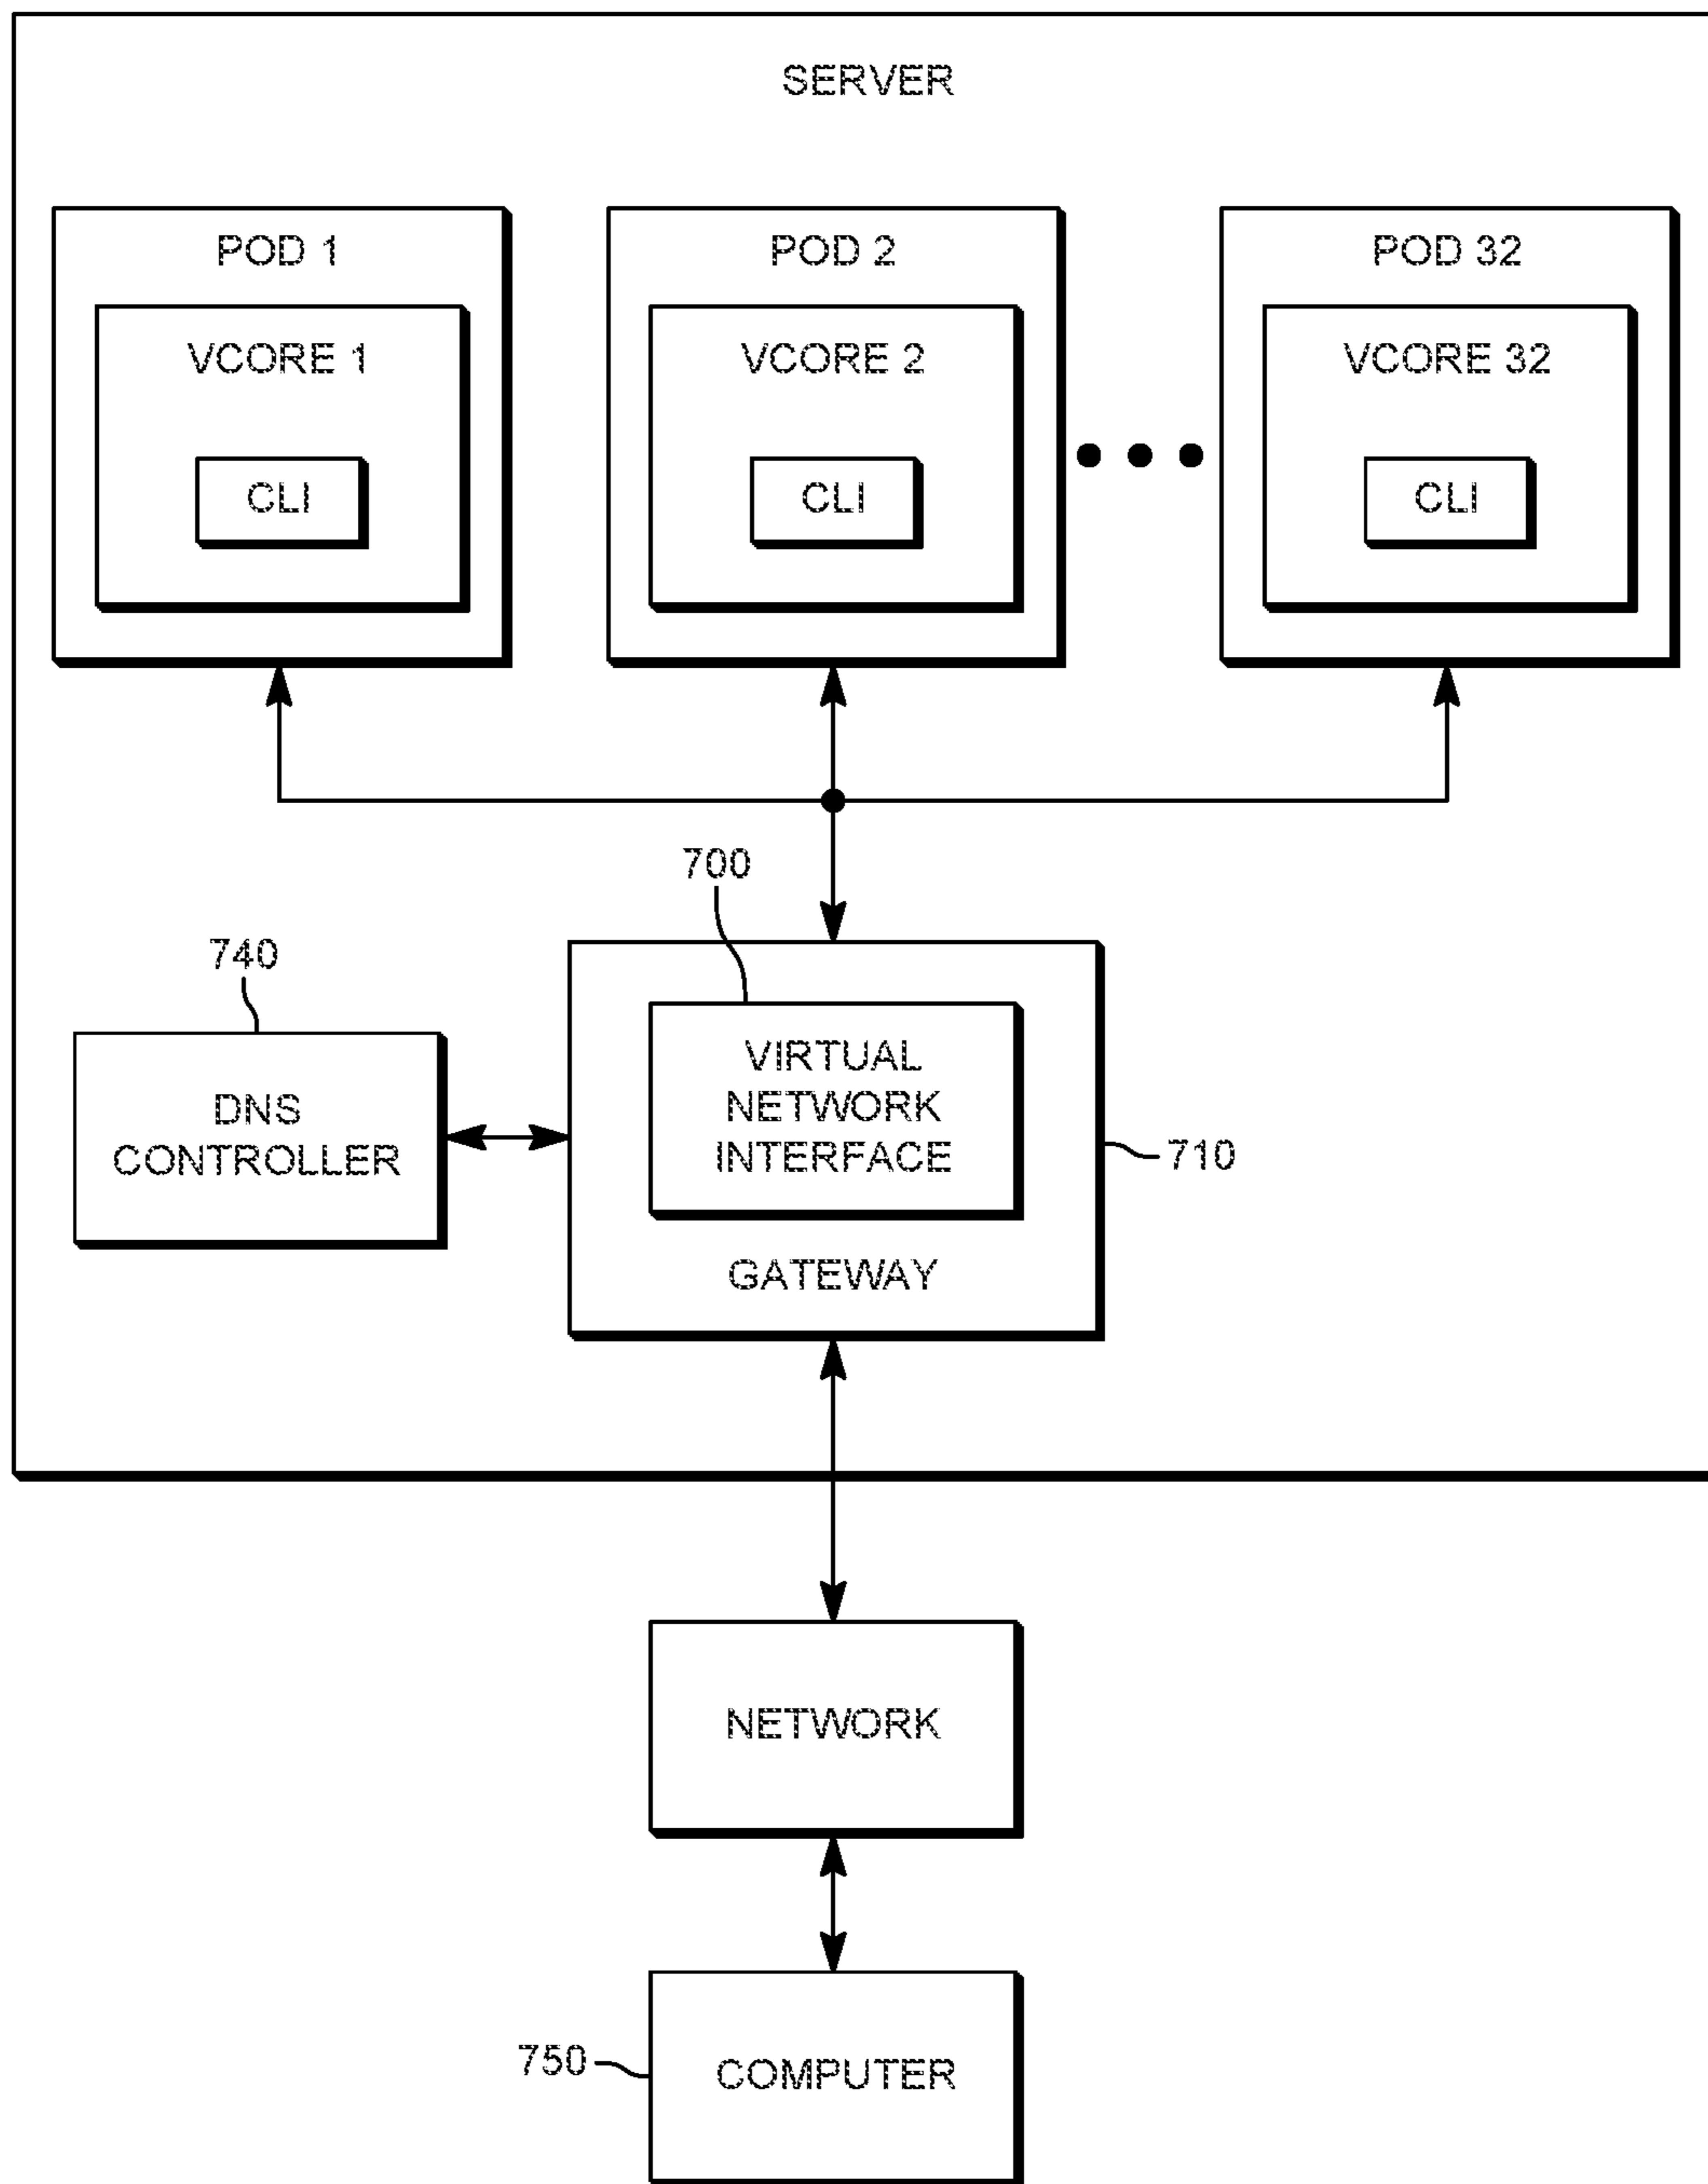 SERVER
POD 1
VCORE 1
CLI
POD 2
VCORE 2
CLI
POD 32
VCORE 32
CLI
700
740
DNS
CONTROLLER
VIRTUAL
NETWORK
INTERFACE
GATEWAY
710
NETWORK
750
COMPUTER